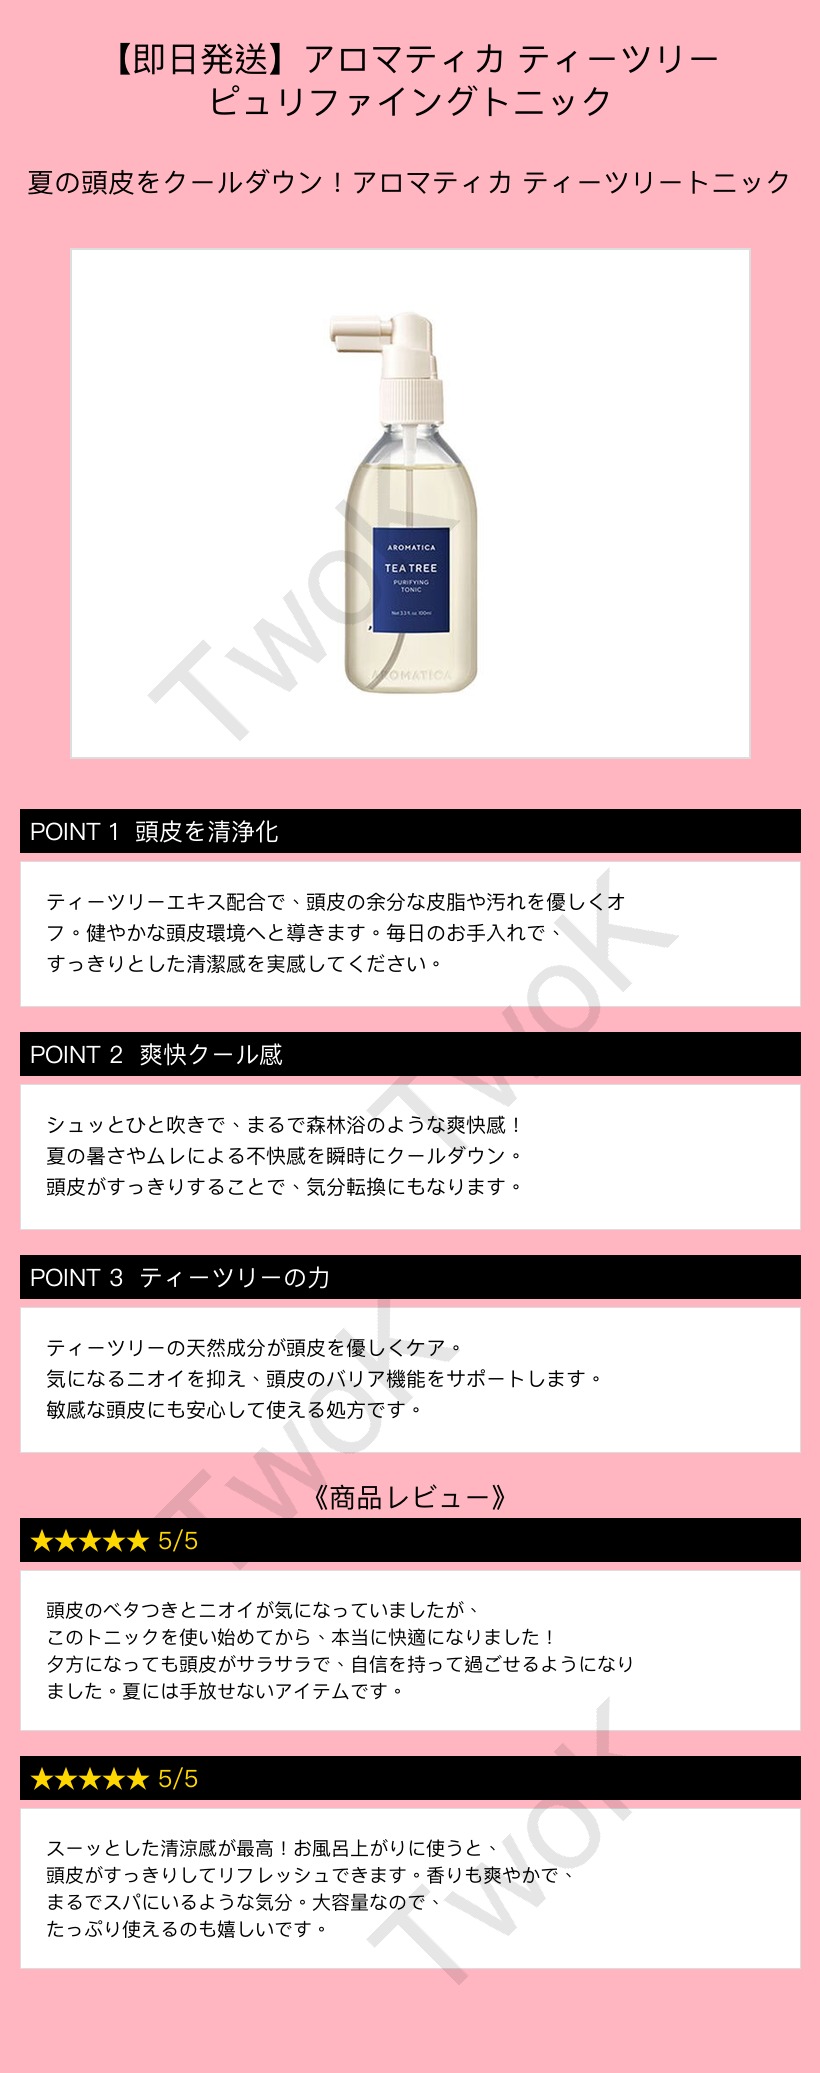 【即日発送】アロマティカ ティーツリー
ピュリファイングトニック
夏の頭皮をクールダウン！アロマティカ ティーツリートニック
AROMATICA
TEA TREE
PURIFYING
TONIC
Net 3.3 fl. oz. 100ml
AROMATICA
TwoK
POINT 1 頭皮を清浄化
ティーツリーエキス配合で、頭皮の余分な皮脂や汚れを優しくオ
フ。健やかな頭皮環境へと導きます。毎日のお手入れで、
すっきりとした清潔感を実感してください。
TwoK
POINT 2 爽快クール感
シュッとひと吹きで、まるで森林浴のような爽快感！
夏の暑さやムレによる不快感を瞬時にクールダウン。
頭皮がすっきりすることで、気分転換にもなります。
POINT 3 ティーツリーの力
ティーツリーの天然成分が頭皮を優しくケア。
気になるニオイを抑え、頭皮のバリア機能をサポートします。
敏感な頭皮にも安心して使える処方です。
TwoK
《商品レビュー》
★★★★★ 5/5
頭皮のベタつきとニオイが気になっていましたが、
このトニックを使い始めてから、本当に快適になりました！
夕方になっても頭皮がサラサラで、自信を持って過ごせるようになり
ました。夏には手放せないアイテムです。
★★★★★ 5/5
スーッとした清涼感が最高！お風呂上がりに使うと、
頭皮がすっきりしてリフレッシュできます。香りも爽やかで、
まるでスパにいるような気分。大容量なので、
たっぷり使えるのも嬉しいです。
TwoK